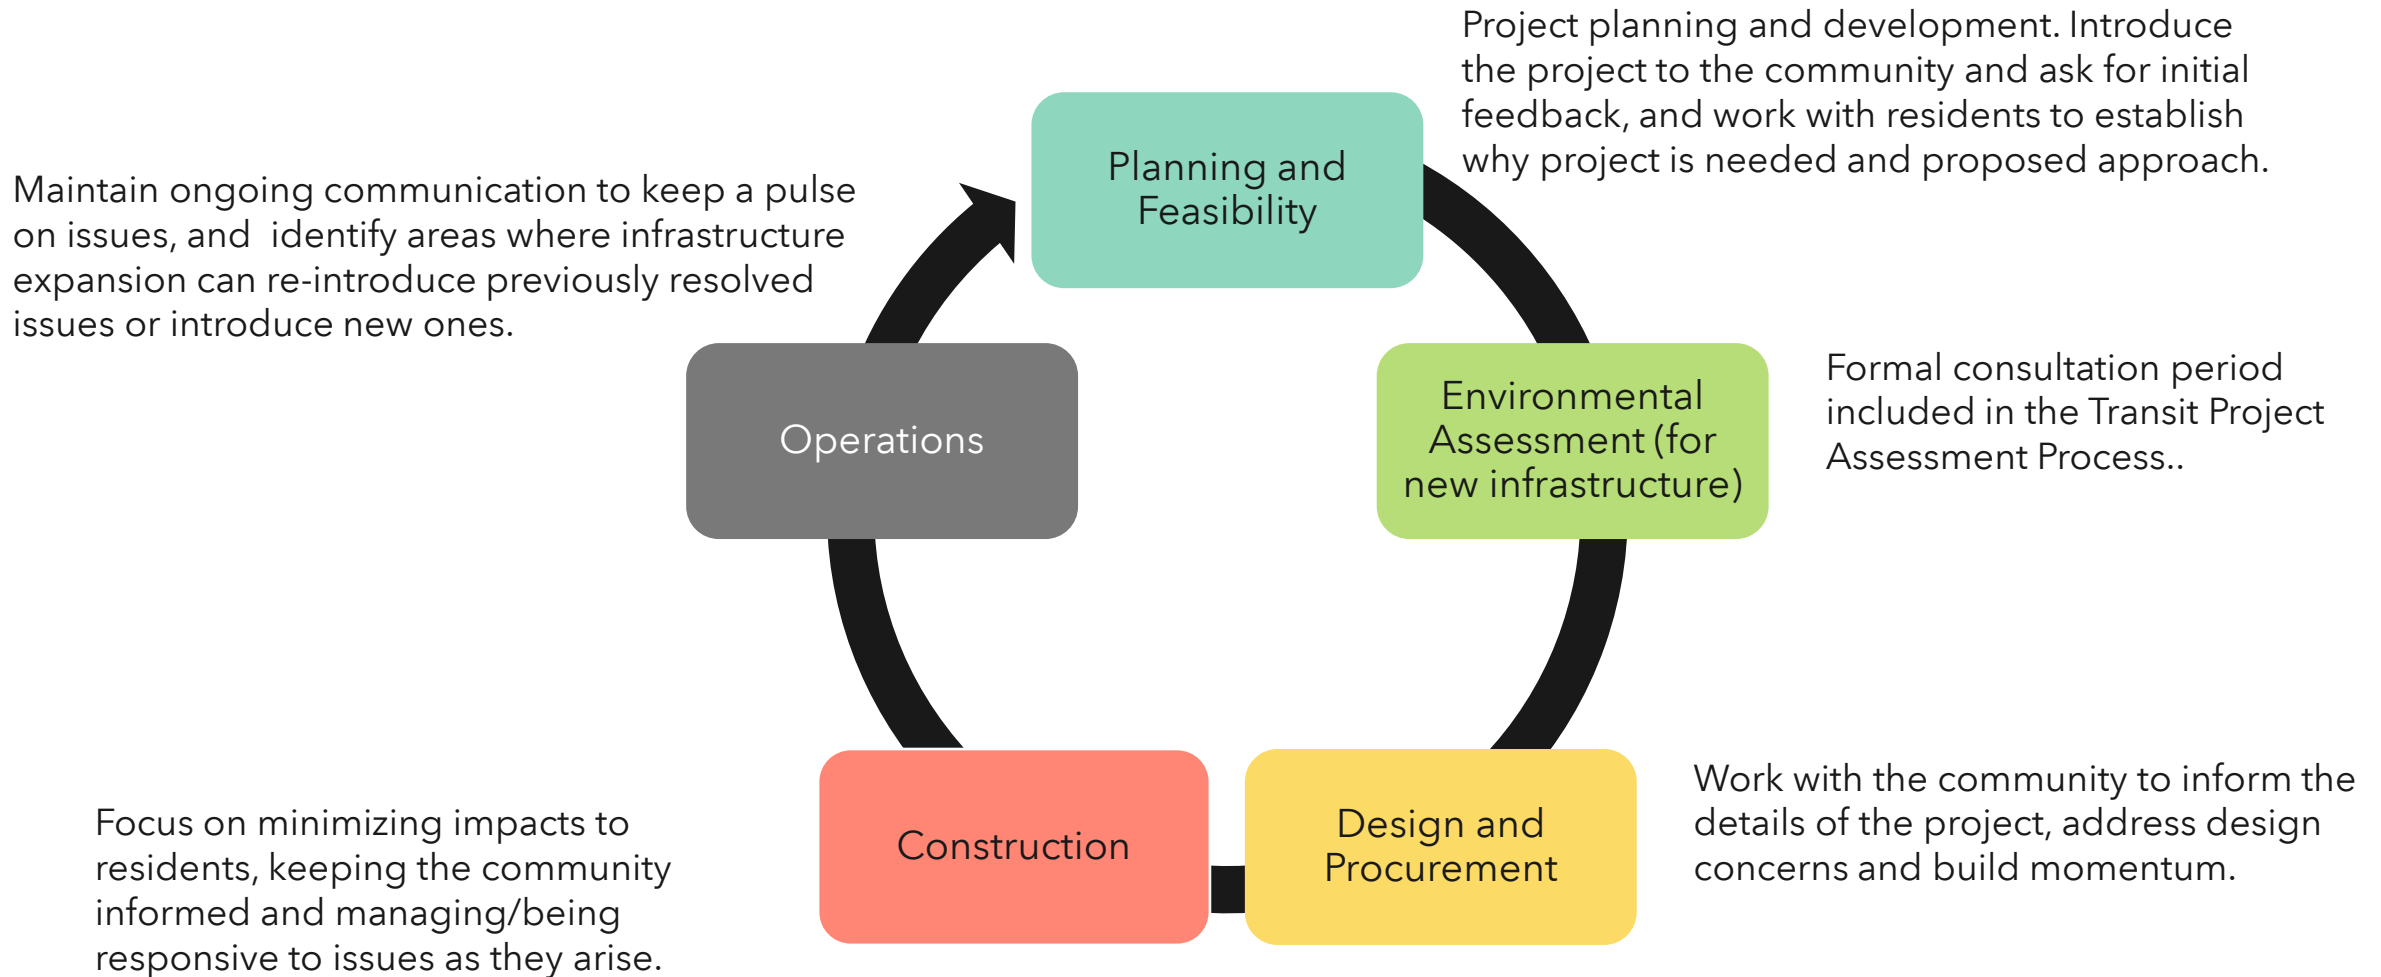 Project planning and development. Introduce
the project to the community and ask for initial
feedback, and work with residents to establish
why project is needed and proposed approach.
Planning and
Feasibility
Maintain ongoing communication to keep a pulse
on issues, and  identify areas where infrastructure
expansion can re-introduce previously resolved
issues or introduce new ones.
Operations
Environmental
Assessment (for
new infrastructure)
Formal consultation period
included in the Transit Project
Assessment Process..
Construction
Design and
Procurement
Work with the community to inform the
details of the project, address design
concerns and build momentum.
Focus on minimizing impacts to
residents, keeping the community
informed and managing/being
responsive to issues as they arise.